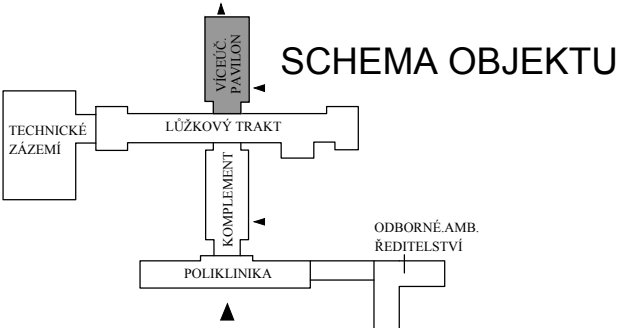 VÍCEÚČ.
PAVILON
SCHEMA OBJEKTU
TECHNICKÉ
ZÁZEMÍ
LŮŽKOVÝ TRAKT
KOMPLEMENT
ODBORNÉ.AMB.
ŘEDITELSTVÍ
POLIKLINIKA